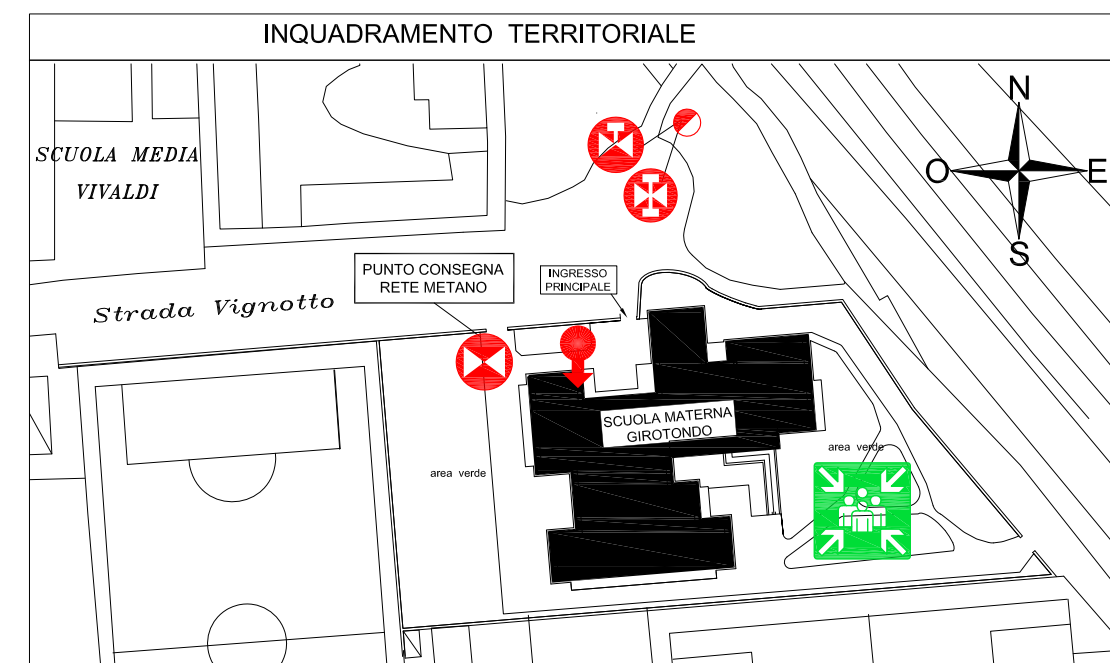 INQUADRAMENTO TERRITORIALE
N
O
E
S
SCUOLA MEDIA
VIVALDI
Strada Vignotto
PUNTO CONSEGNA
RETE METANO
INGRESSO
PRINCIPALE
SCUOLA MATERNA
GIROTONDO
area verde
area verde